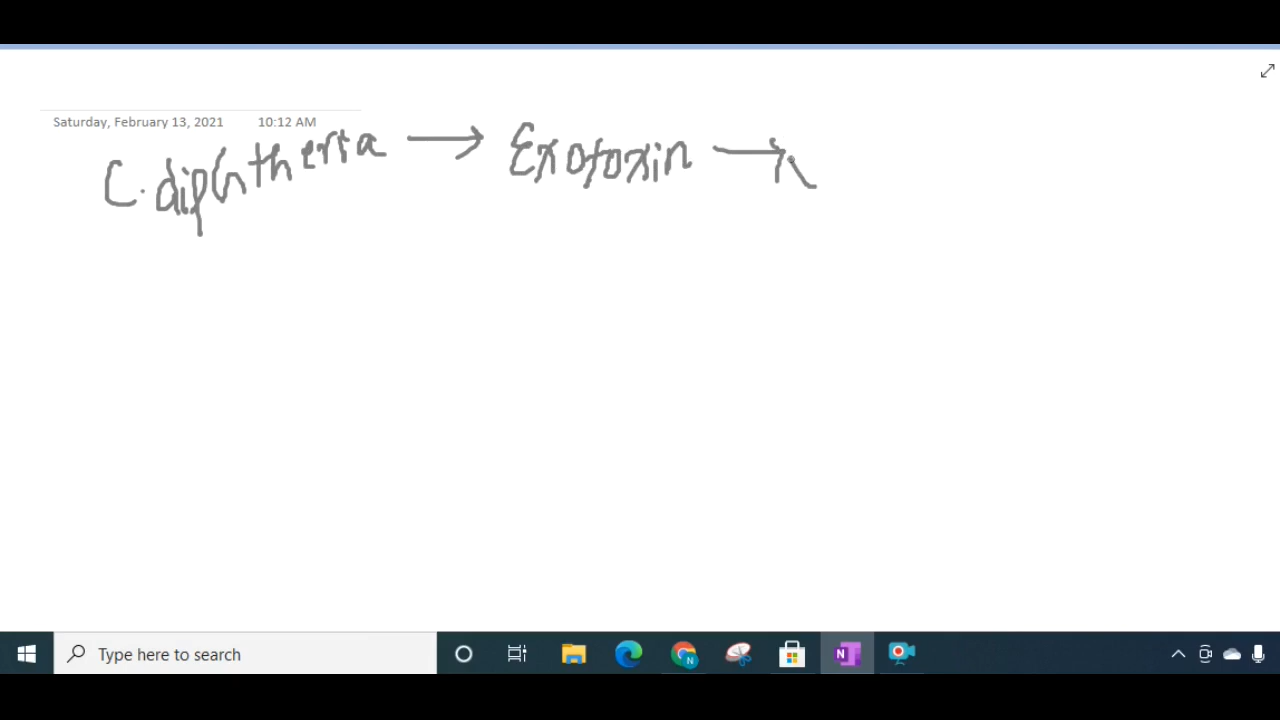 Saturday, February 13, 2021 10:12 AM
C. diphtheria → Exotoxin →
Type here to search